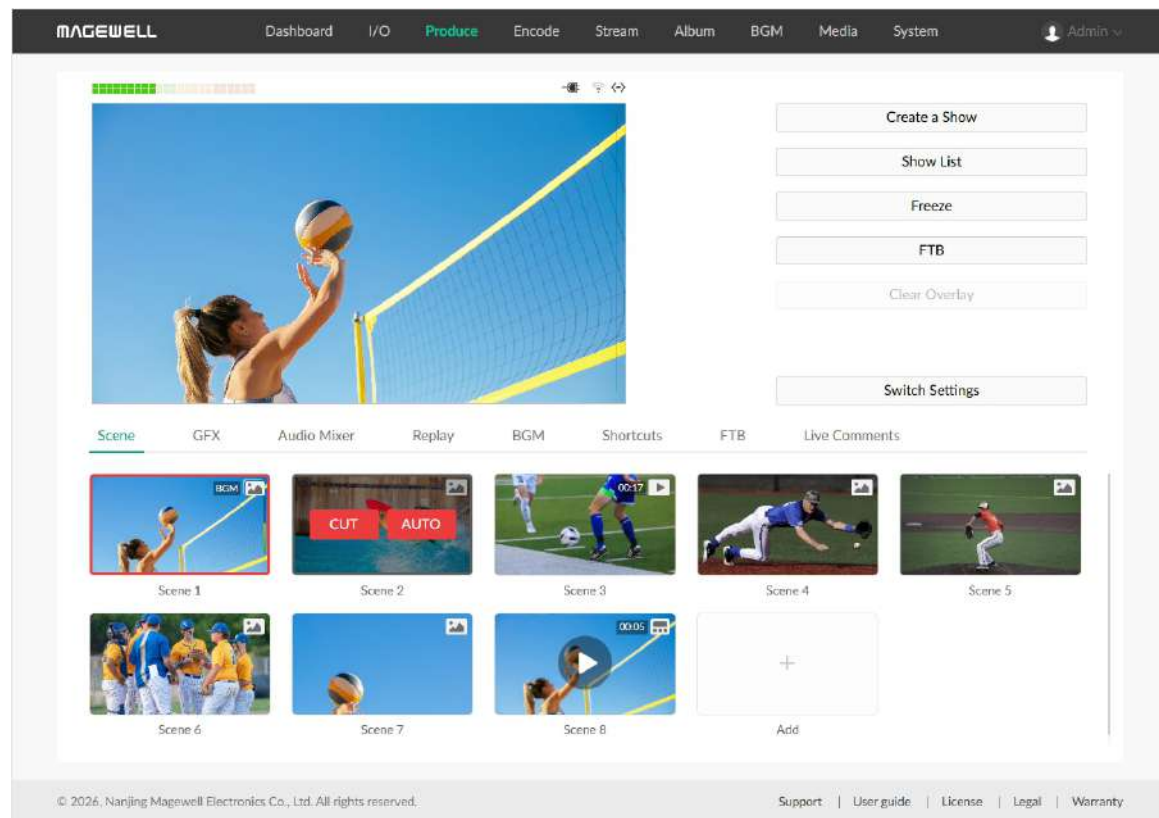 MAGEWELL Dashboard I/O Produce Encode Stream Album BGM Media System Admin
Create a Show
Show List
Freeze
FTB
Clear Overlay
Switch Settings
Scene GFX Audio Mixer Replay BGM Shortcuts FTB Live Comments
BGM
CUT AUTO
00:17
Scene 1 Scene 2 Scene 3 Scene 4 Scene 5
00:05
Scene 6 Scene 7 Scene 8 Add
© 2026, Nanjing Magewell Electronics Co., Ltd. All rights reserved. Support | User guide | License | Legal | Warranty